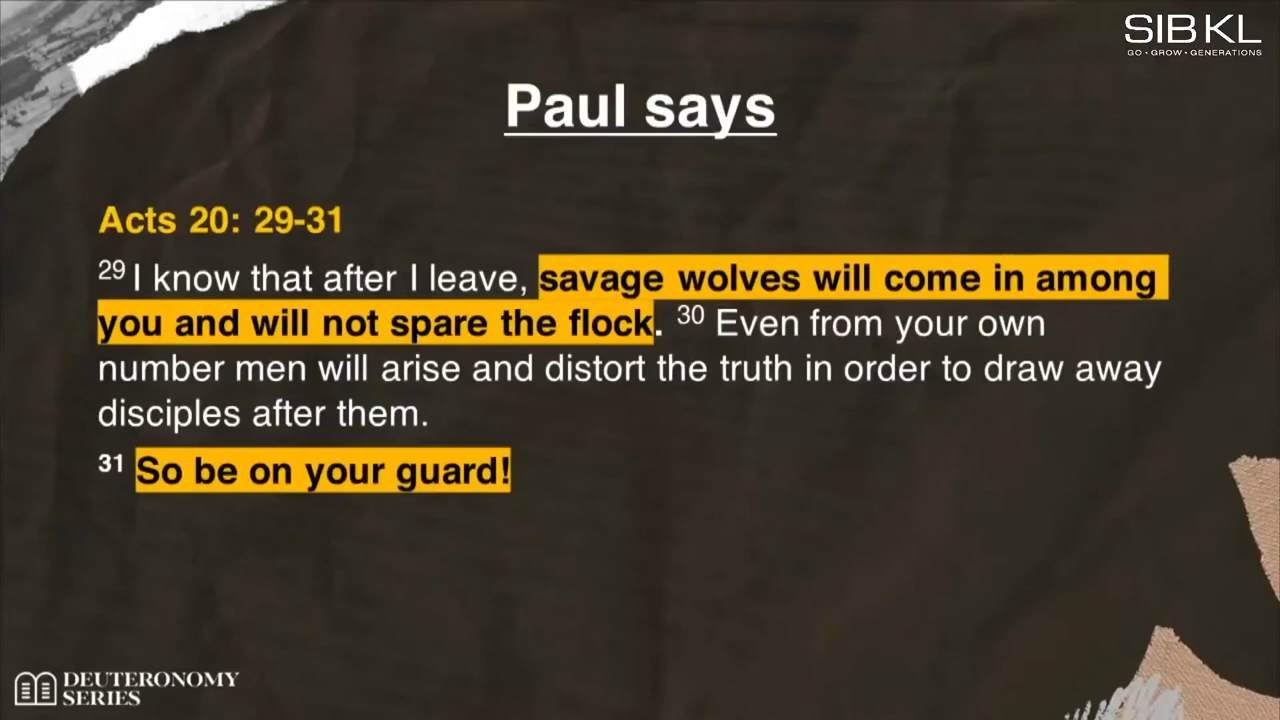 SIBKL
GO • GROW • GENERATIONS
Paul says
Acts 20: 29-31
29 I know that after I leave, savage wolves will come in among
you and will not spare the flock. 30 Even from your own
number men will arise and distort the truth in order to draw away
disciples after them.
31 So be on your guard!
DEUTERONOMY
SERIES